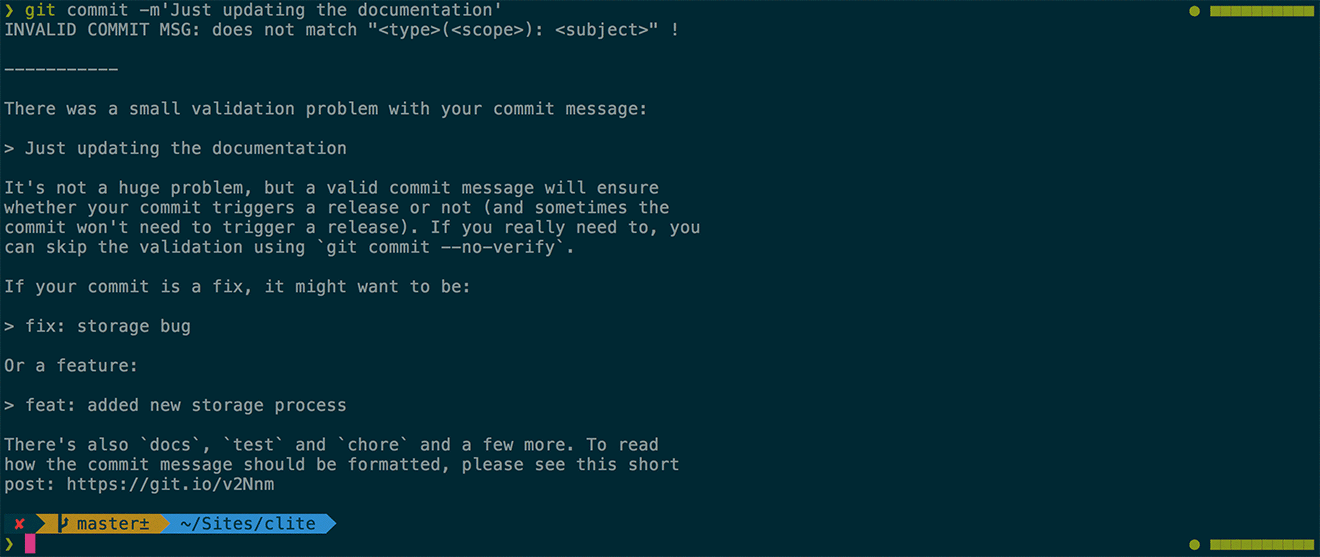 ❯ git commit -m'Just updating the documentation'
INVALID COMMIT MSG: does not match "<type>(<scope>): <subject>" !
-----------
There was a small validation problem with your commit message:
> Just updating the documentation
It's not a huge problem, but a valid commit message will ensure
whether your commit triggers a release or not (and sometimes the
commit won't need to trigger a release). If you really need to, you
can skip the validation using `git commit --no-verify`.
If your commit is a fix, it might want to be:
> fix: storage bug
Or a feature:
> feat: added new storage process
There's also `docs`, `test` and `chore` and a few more. To read
how the commit message should be formatted, please see this short
post: https://git.io/v2Nnm
✘ master± ~/Sites/clite
❯